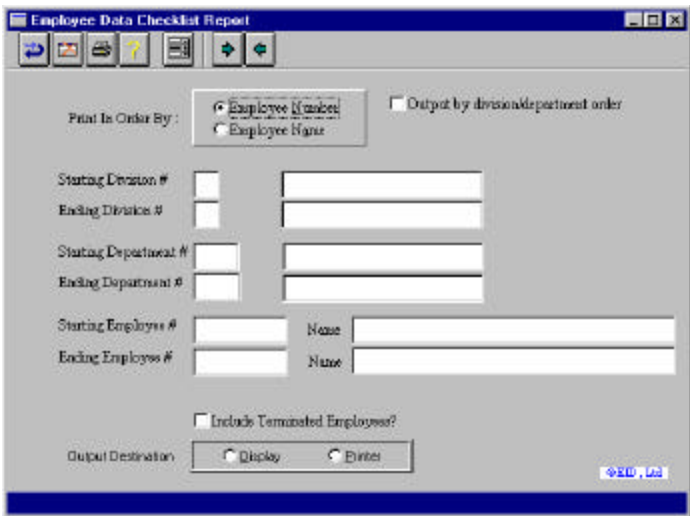 Employee Data Checklist Report
Print In Order By :
Employee Number
Employee Name
Output by division/department order
Starting Division #
Ending Division #
Starting Department #
Ending Department #
Starting Employee # Name
Ending Employee # Name
Include Terminated Employees?
Output Destination Display Printer
©EID, Ltd